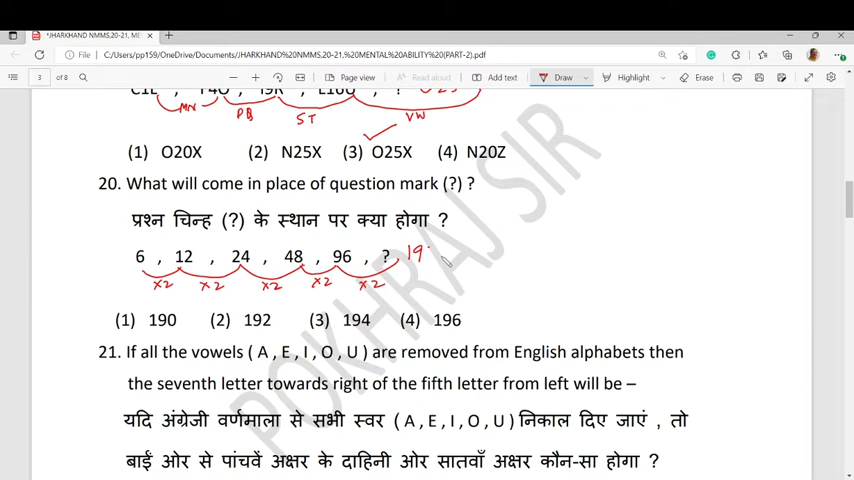 *JHARKHAND NMMS,20-21, MENTAL
File C:/Users/pp159/OneDrive/Documents/JHARKHAND%20NMMS,20-21,%20MENTAL%20ABILITY%20(PART-2).pdf
3 of 8 Page view Read aloud Add text Draw Highlight Erase
MN PQ ST VW
(1) O20X (2) N25X (3) O25X (4) N20Z
20. What will come in place of question mark (?) ?
प्रश्न चिन्ह (?) के स्थान पर क्या होगा ?
6 , 12 , 24 , 48 , 96 , ? 19
×2 ×2 ×2 ×2 ×2
(1) 190 (2) 192 (3) 194 (4) 196
21. If all the vowels ( A , E , I , O , U ) are removed from English alphabets then
the seventh letter towards right of the fifth letter from left will be –
यदि अंग्रेजी वर्णमाला से सभी स्वर ( A , E , I , O , U ) निकाल दिए जाएं , तो
बाईं ओर से पांचवें अक्षर के दाहिनी ओर सातवाँ अक्षर कौन-सा होगा ?
POKHRAJ SIR